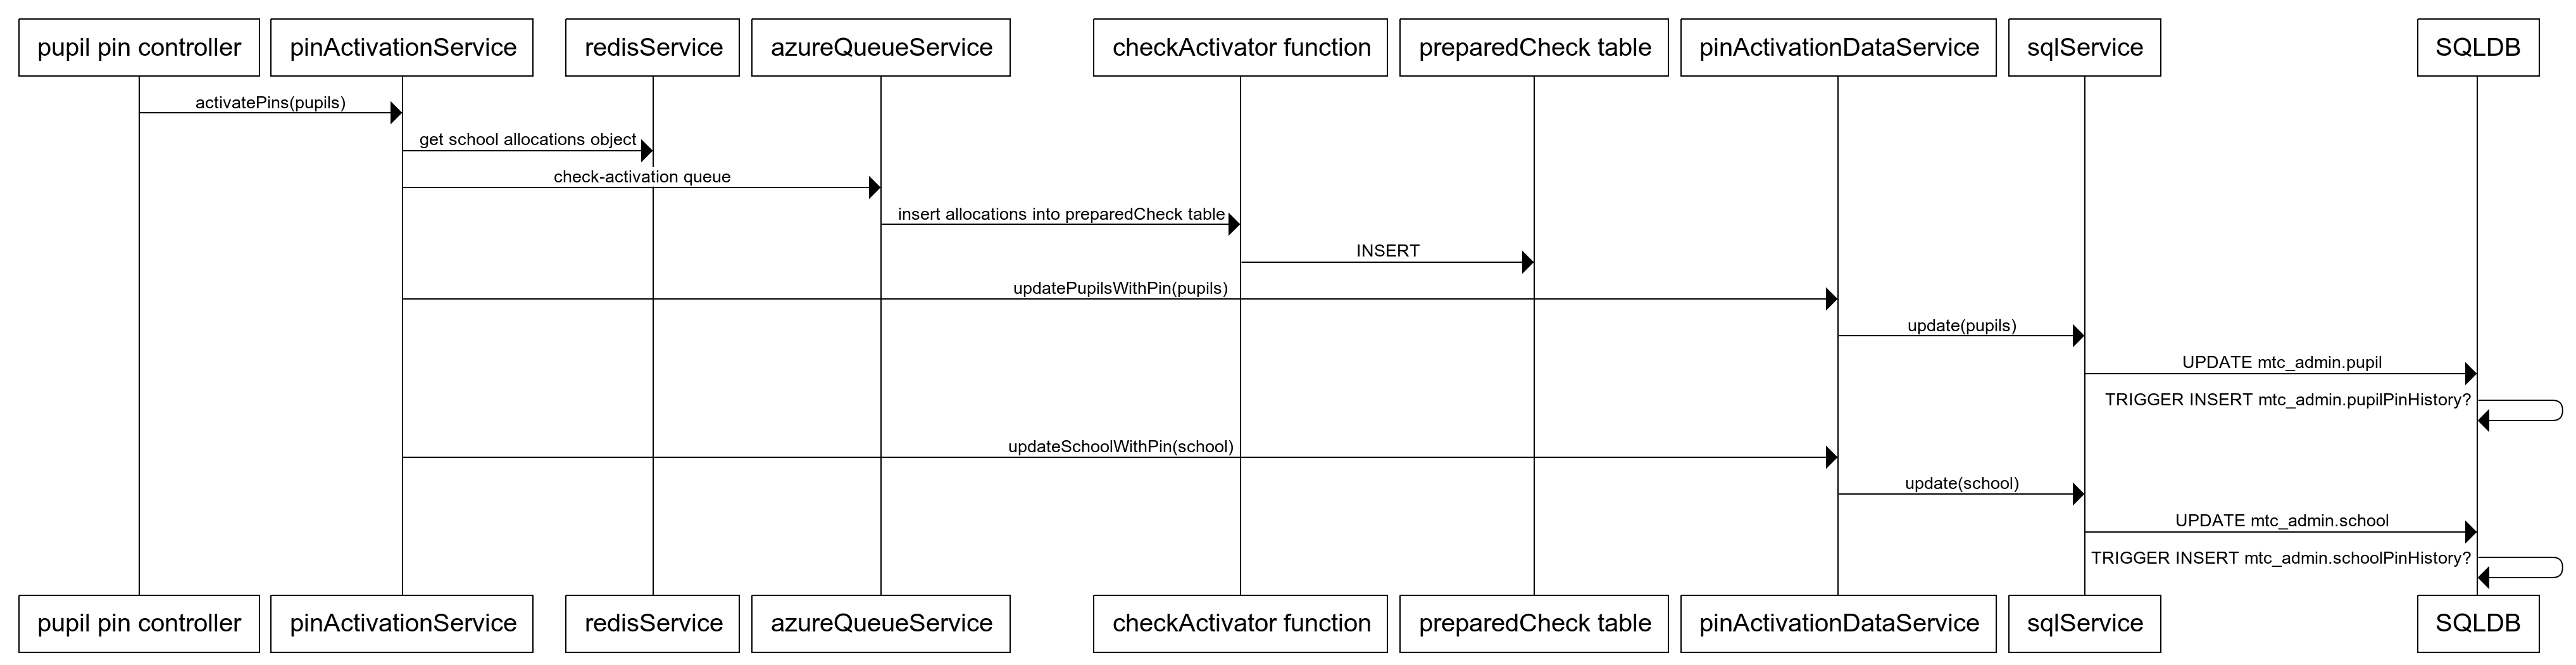 pupil pin controller
pinActivationService
redisService
azureQueueService
checkActivator function
preparedCheck table
pinActivationDataService
sqlService
SQLDB
activatePins(pupils)
get school allocations object
check-activation queue
insert allocations into preparedCheck table
INSERT
updatePupilsWithPin(pupils)
update(pupils)
UPDATE mtc_admin.pupil
TRIGGER INSERT mtc_admin.pupilPinHistory?
updateSchoolWithPin(school)
update(school)
UPDATE mtc_admin.school
TRIGGER INSERT mtc_admin.schoolPinHistory?
pupil pin controller
pinActivationService
redisService
azureQueueService
checkActivator function
preparedCheck table
pinActivationDataService
sqlService
SQLDB